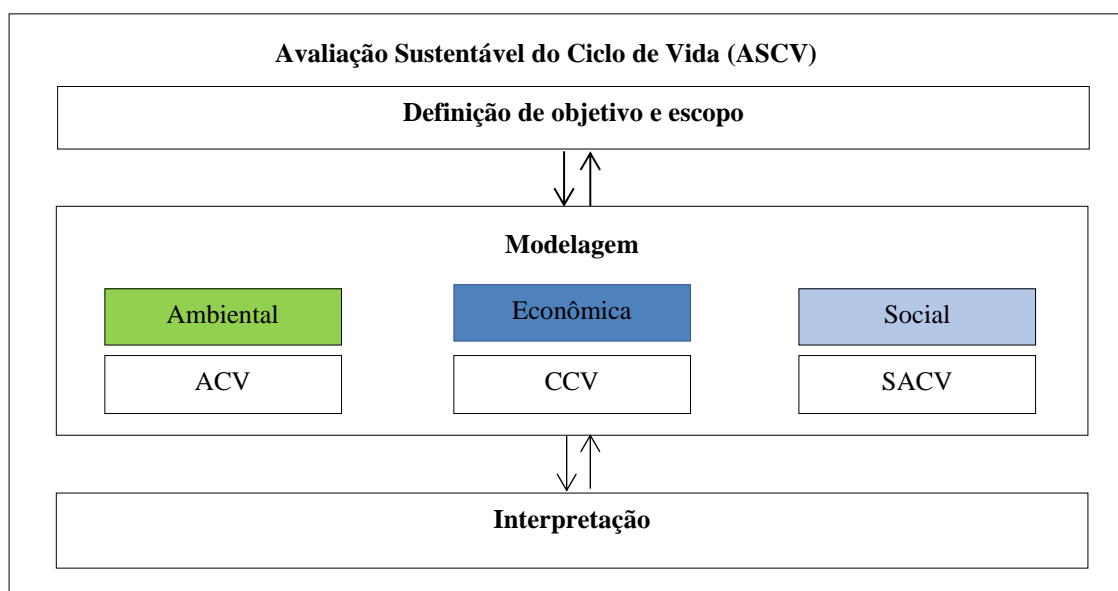 Avaliação Sustentável do Ciclo de Vida (ASCV)
Definição de objetivo e escopo
Modelagem
Ambiental
Econômica
Social
ACV
CCV
SACV
Interpretação